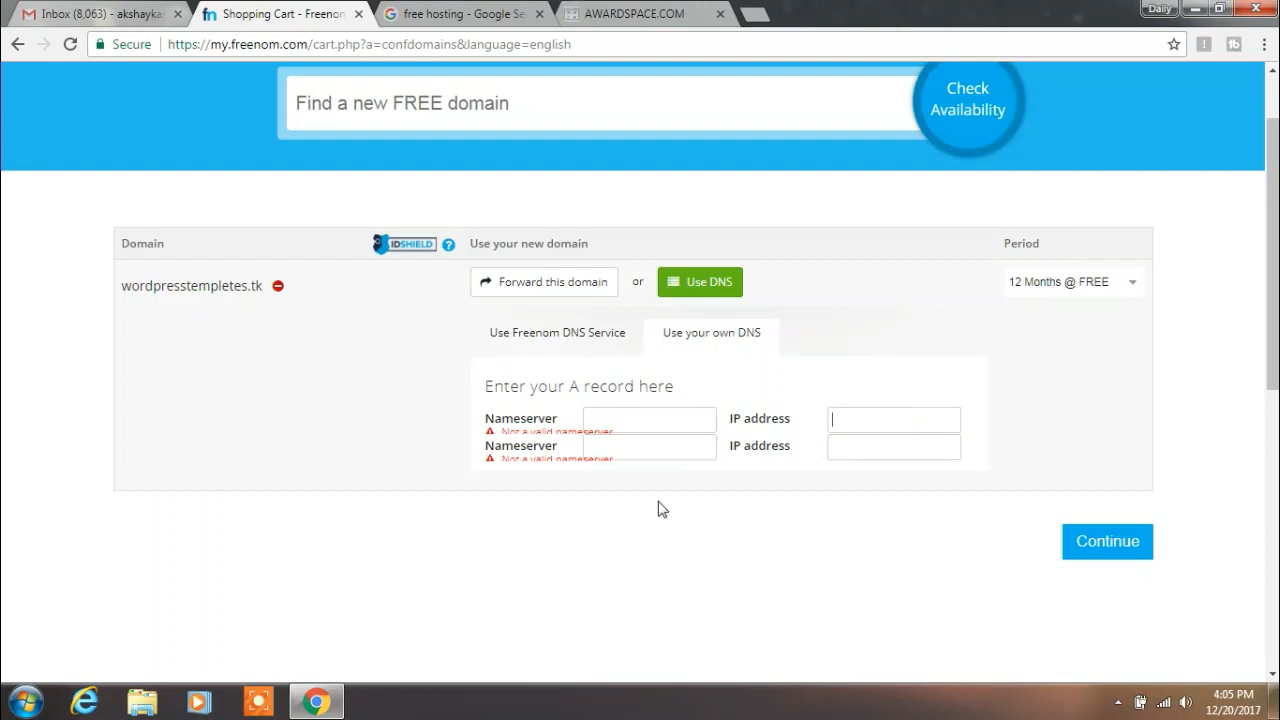 Inbox (8,063) - akshayka
Shopping Cart - Freenom
free hosting - Google Se
AWARDSPACE.COM
Daily
Secure
https://my.freenom.com/cart.php?a=confdomains&language=english
Find a new FREE domain
Check
Availability
Domain
IDSHIELD
?
Use your new domain
Period
wordpresstempletes.tk
Forward this domain
or
Use DNS
12 Months @ FREE
Use Freenom DNS Service
Use your own DNS
Enter your A record here
Nameserver
IP address
Not a valid nameserver
Nameserver
IP address
Not a valid nameserver
Continue
4:05 PM
12/20/2017